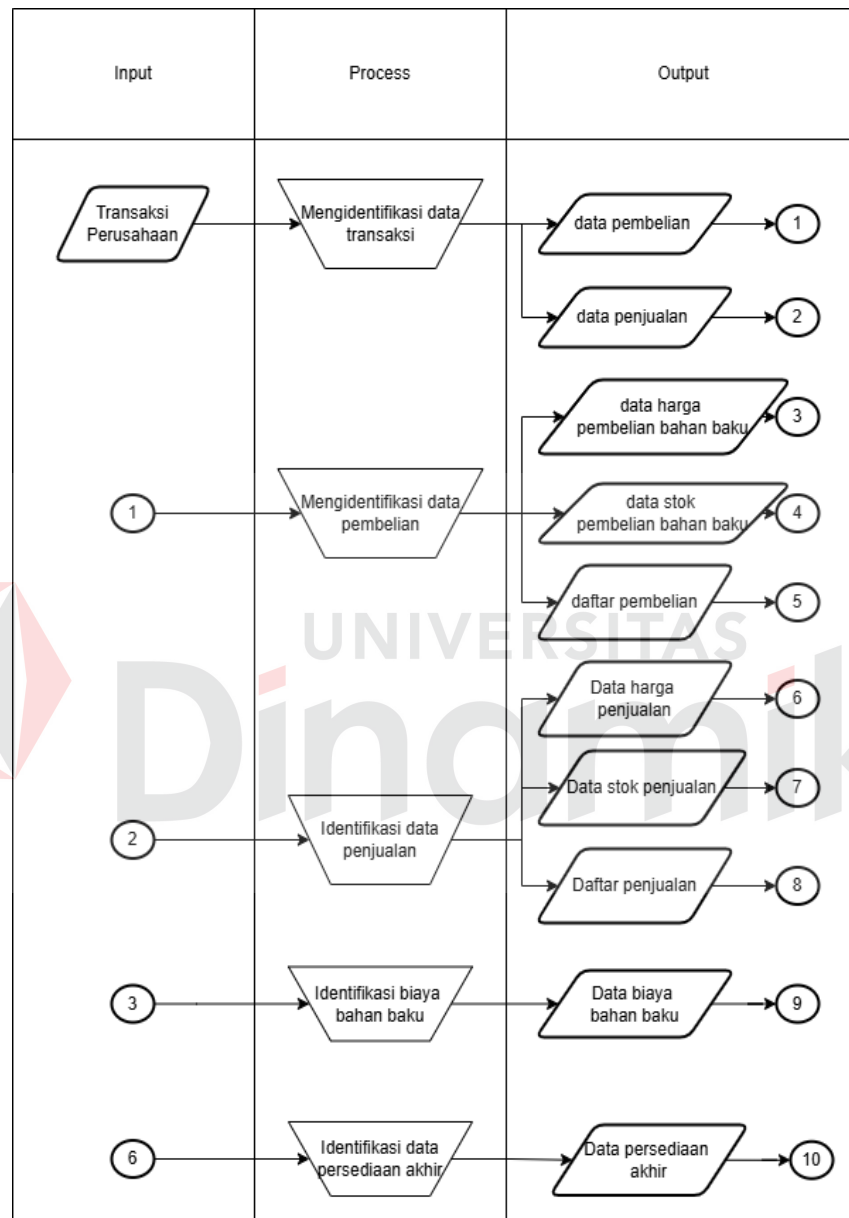 Input
Process
Output
Transaksi
Perusahaan
Mengidentifikasi data
transaksi
data pembelian
1
data penjualan
2
data harga
pembelian bahan baku
3
1
Mengidentifikasi data
pembelian
data stok
pembelian bahan baku
4
daftar pembelian
5
UNIVERSITAS
Dinamik
Data harga
penjualan
6
Data stok penjualan
7
2
Identifikasi data
penjualan
Daftar penjualan
8
3
Identifikasi biaya
bahan baku
Data biaya
bahan baku
9
6
Identifikasi data
persediaan akhir
Data persediaan
akhir
10